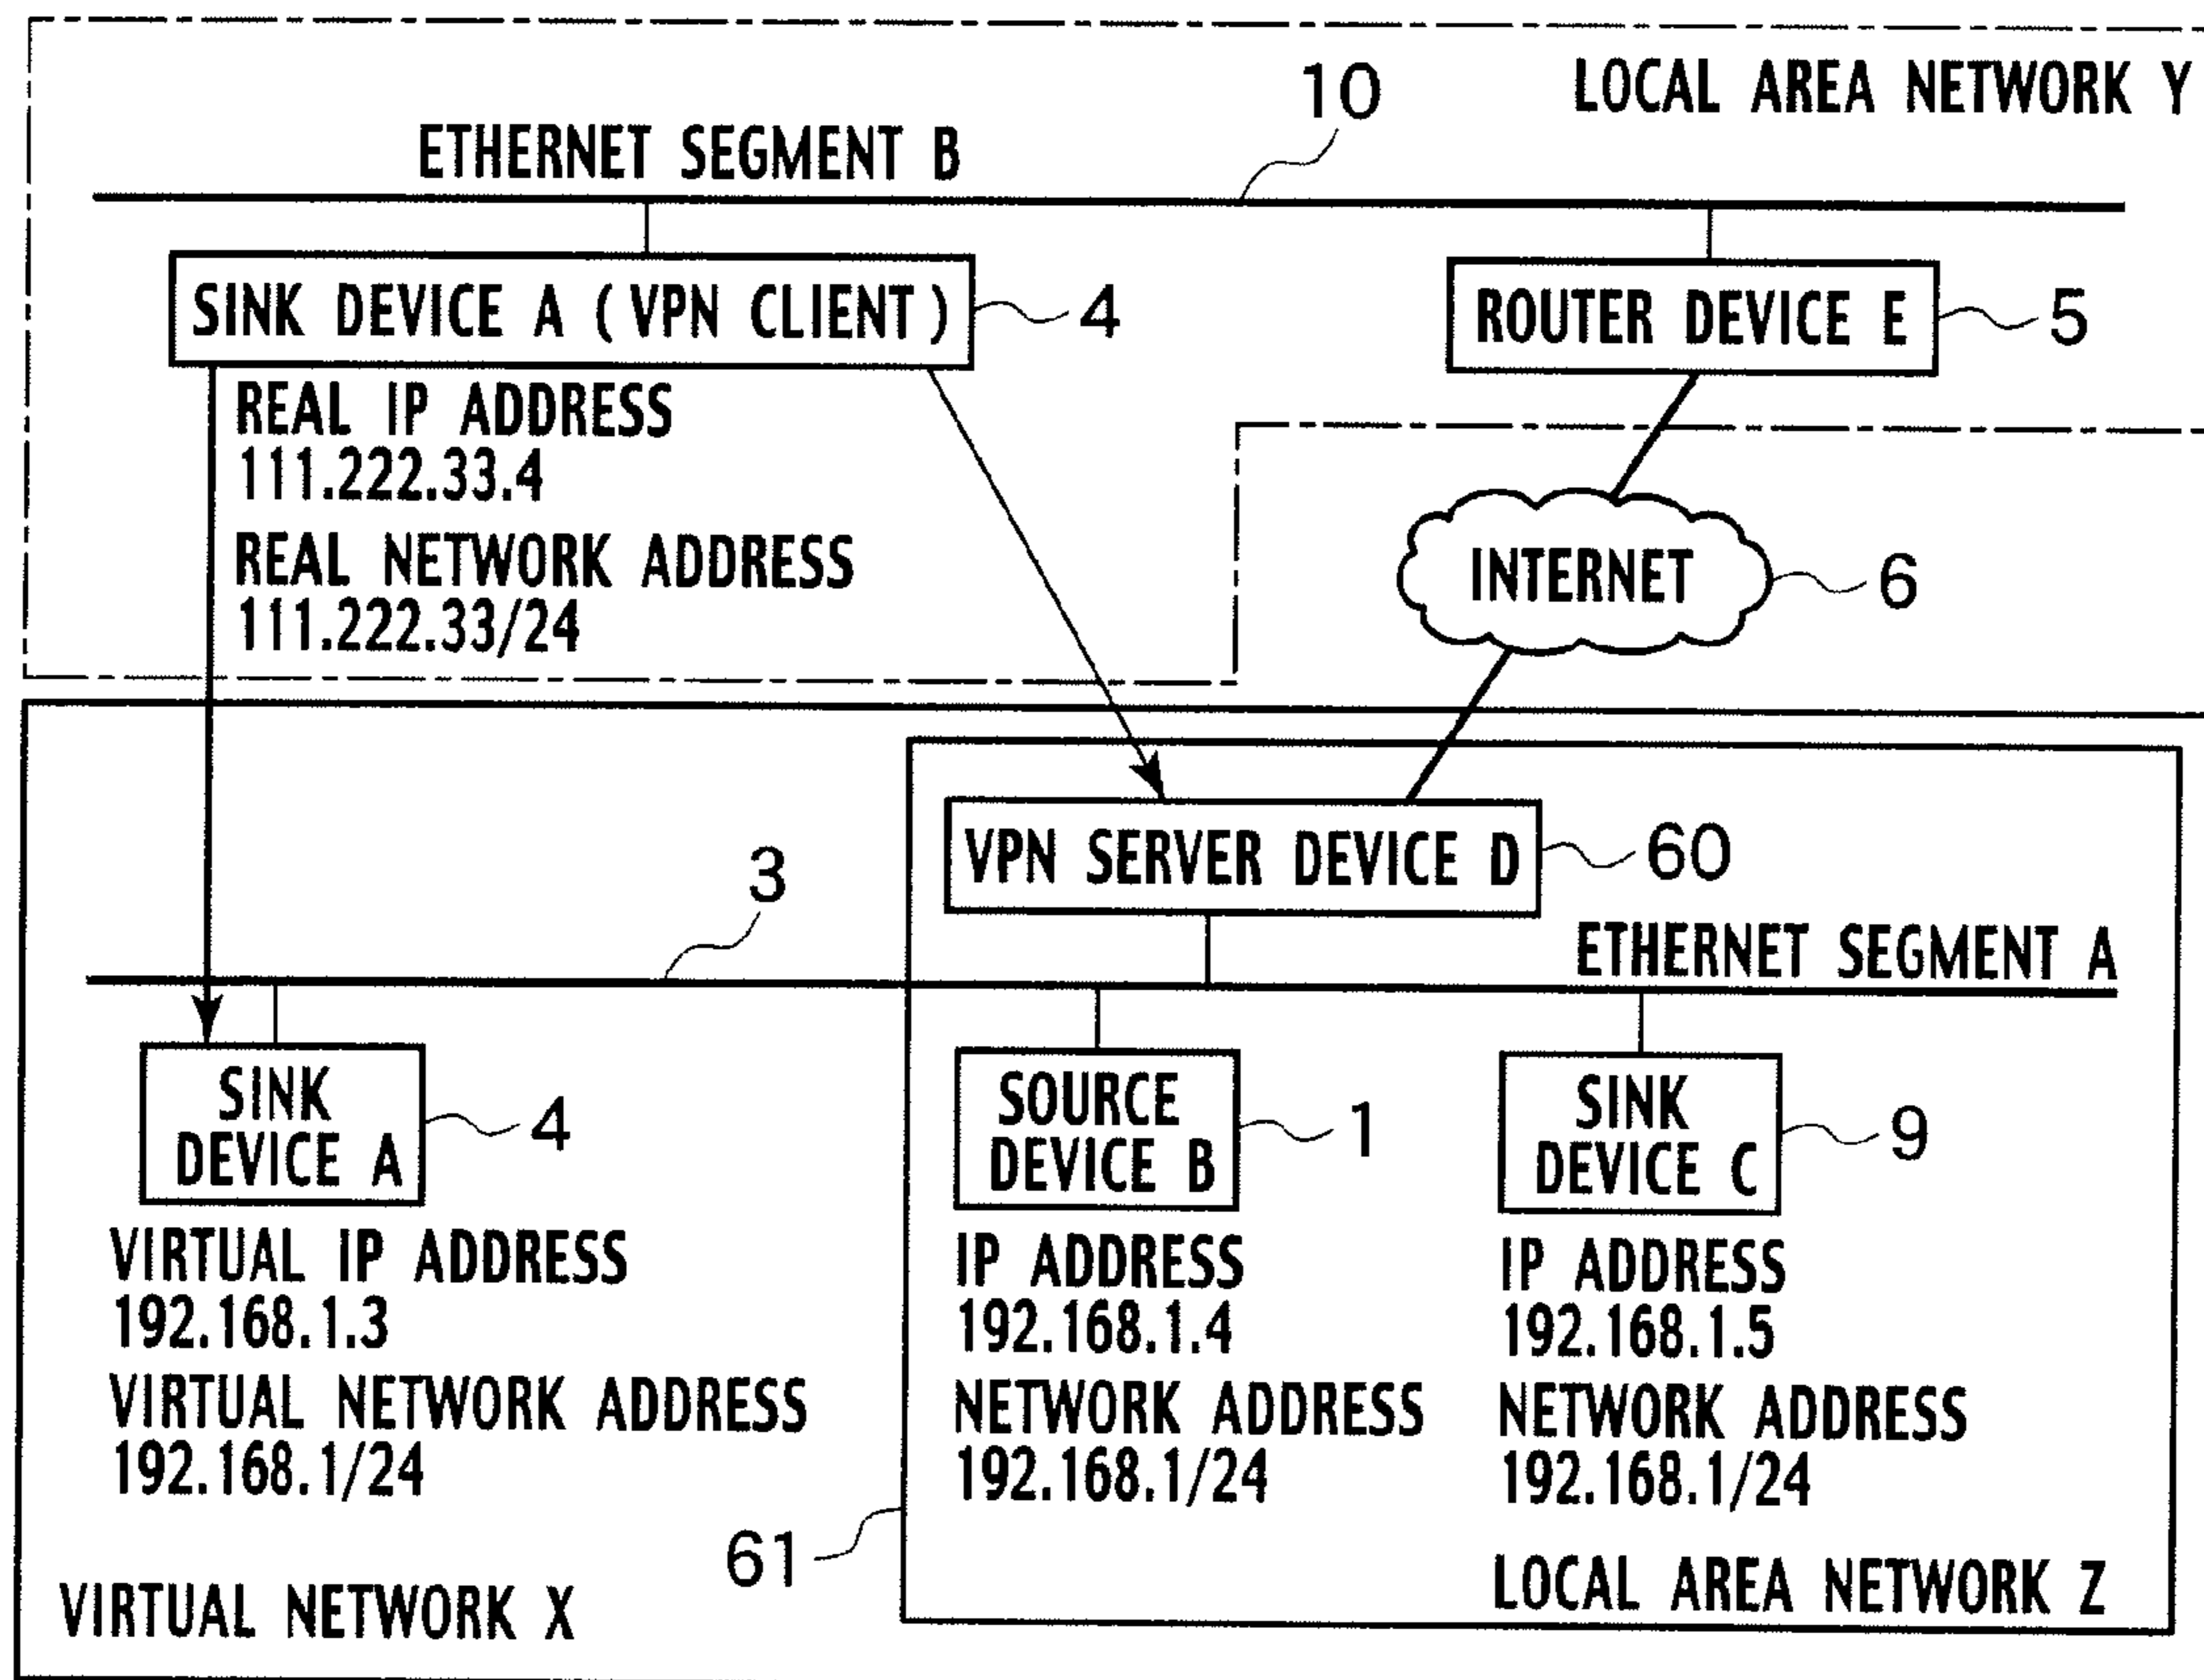 LOCAL AREA NETWORK Y
10
ETHERNET SEGMENT B
SINK DEVICE A (VPN CLIENT)
4
ROUTER DEVICE E
5
REAL IP ADDRESS
111.222.33.4
REAL NETWORK ADDRESS
111.222.33/24
INTERNET
6
VPN SERVER DEVICE D
60
3
ETHERNET SEGMENT A
SINK
DEVICE A
4
SOURCE
DEVICE B
1
SINK
DEVICE C
9
VIRTUAL IP ADDRESS
192.168.1.3
VIRTUAL NETWORK ADDRESS
192.168.1/24
IP ADDRESS
192.168.1.4
NETWORK ADDRESS
192.168.1/24
IP ADDRESS
192.168.1.5
NETWORK ADDRESS
192.168.1/24
61
VIRTUAL NETWORK X
LOCAL AREA NETWORK Z